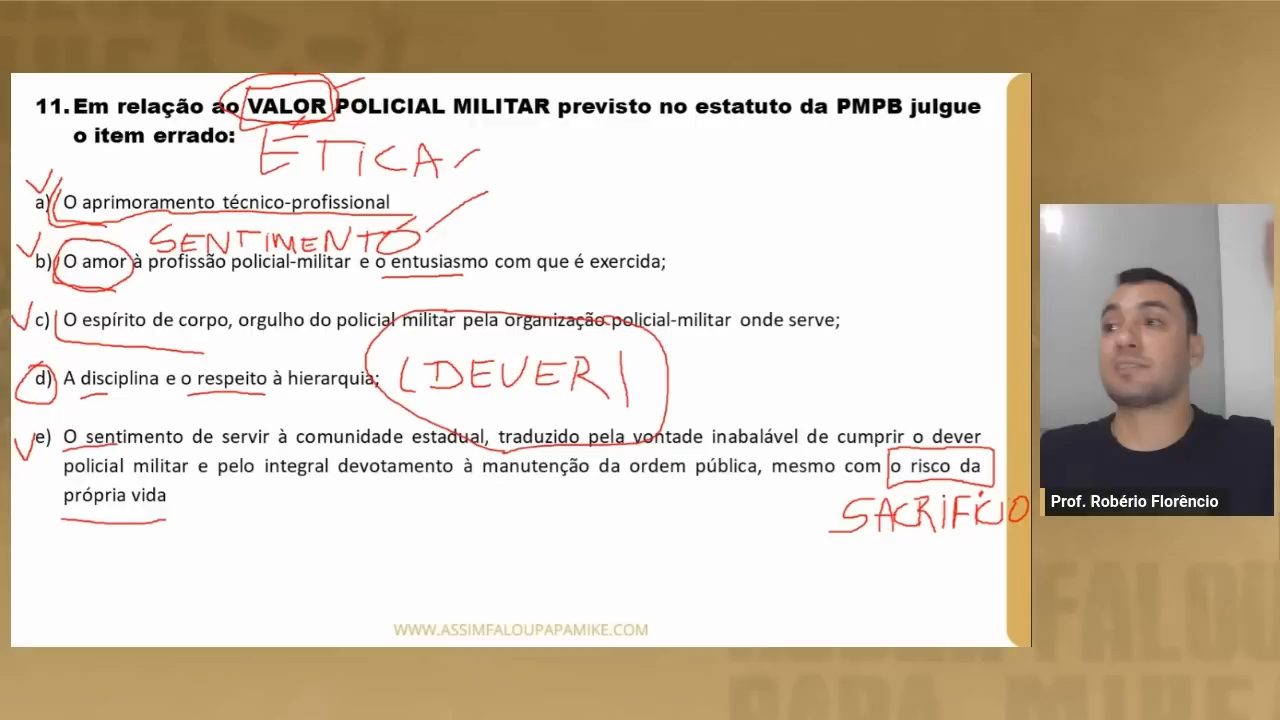 11. Em relação ao VALOR POLICIAL MILITAR previsto no estatuto da PMPB julgue
o item errado:
ÉTICA
a) O aprimoramento técnico-profissional
SENTIMENTO
b) O amor à profissão policial-militar e o entusiasmo com que é exercida;
c) O espírito de corpo, orgulho do policial militar pela organização policial-militar onde serve;
d) A disciplina e o respeito à hierarquia;
(DEVER)
e) O sentimento de servir à comunidade estadual, traduzido pela vontade inabalável de cumprir o dever
policial militar e pelo integral devotamento à manutenção da ordem pública, mesmo com o risco da
própria vida
SACRIFÍCIO
Prof. Robério Florêncio
WWW.ASSIMFALOUPAPAMIKE.COM